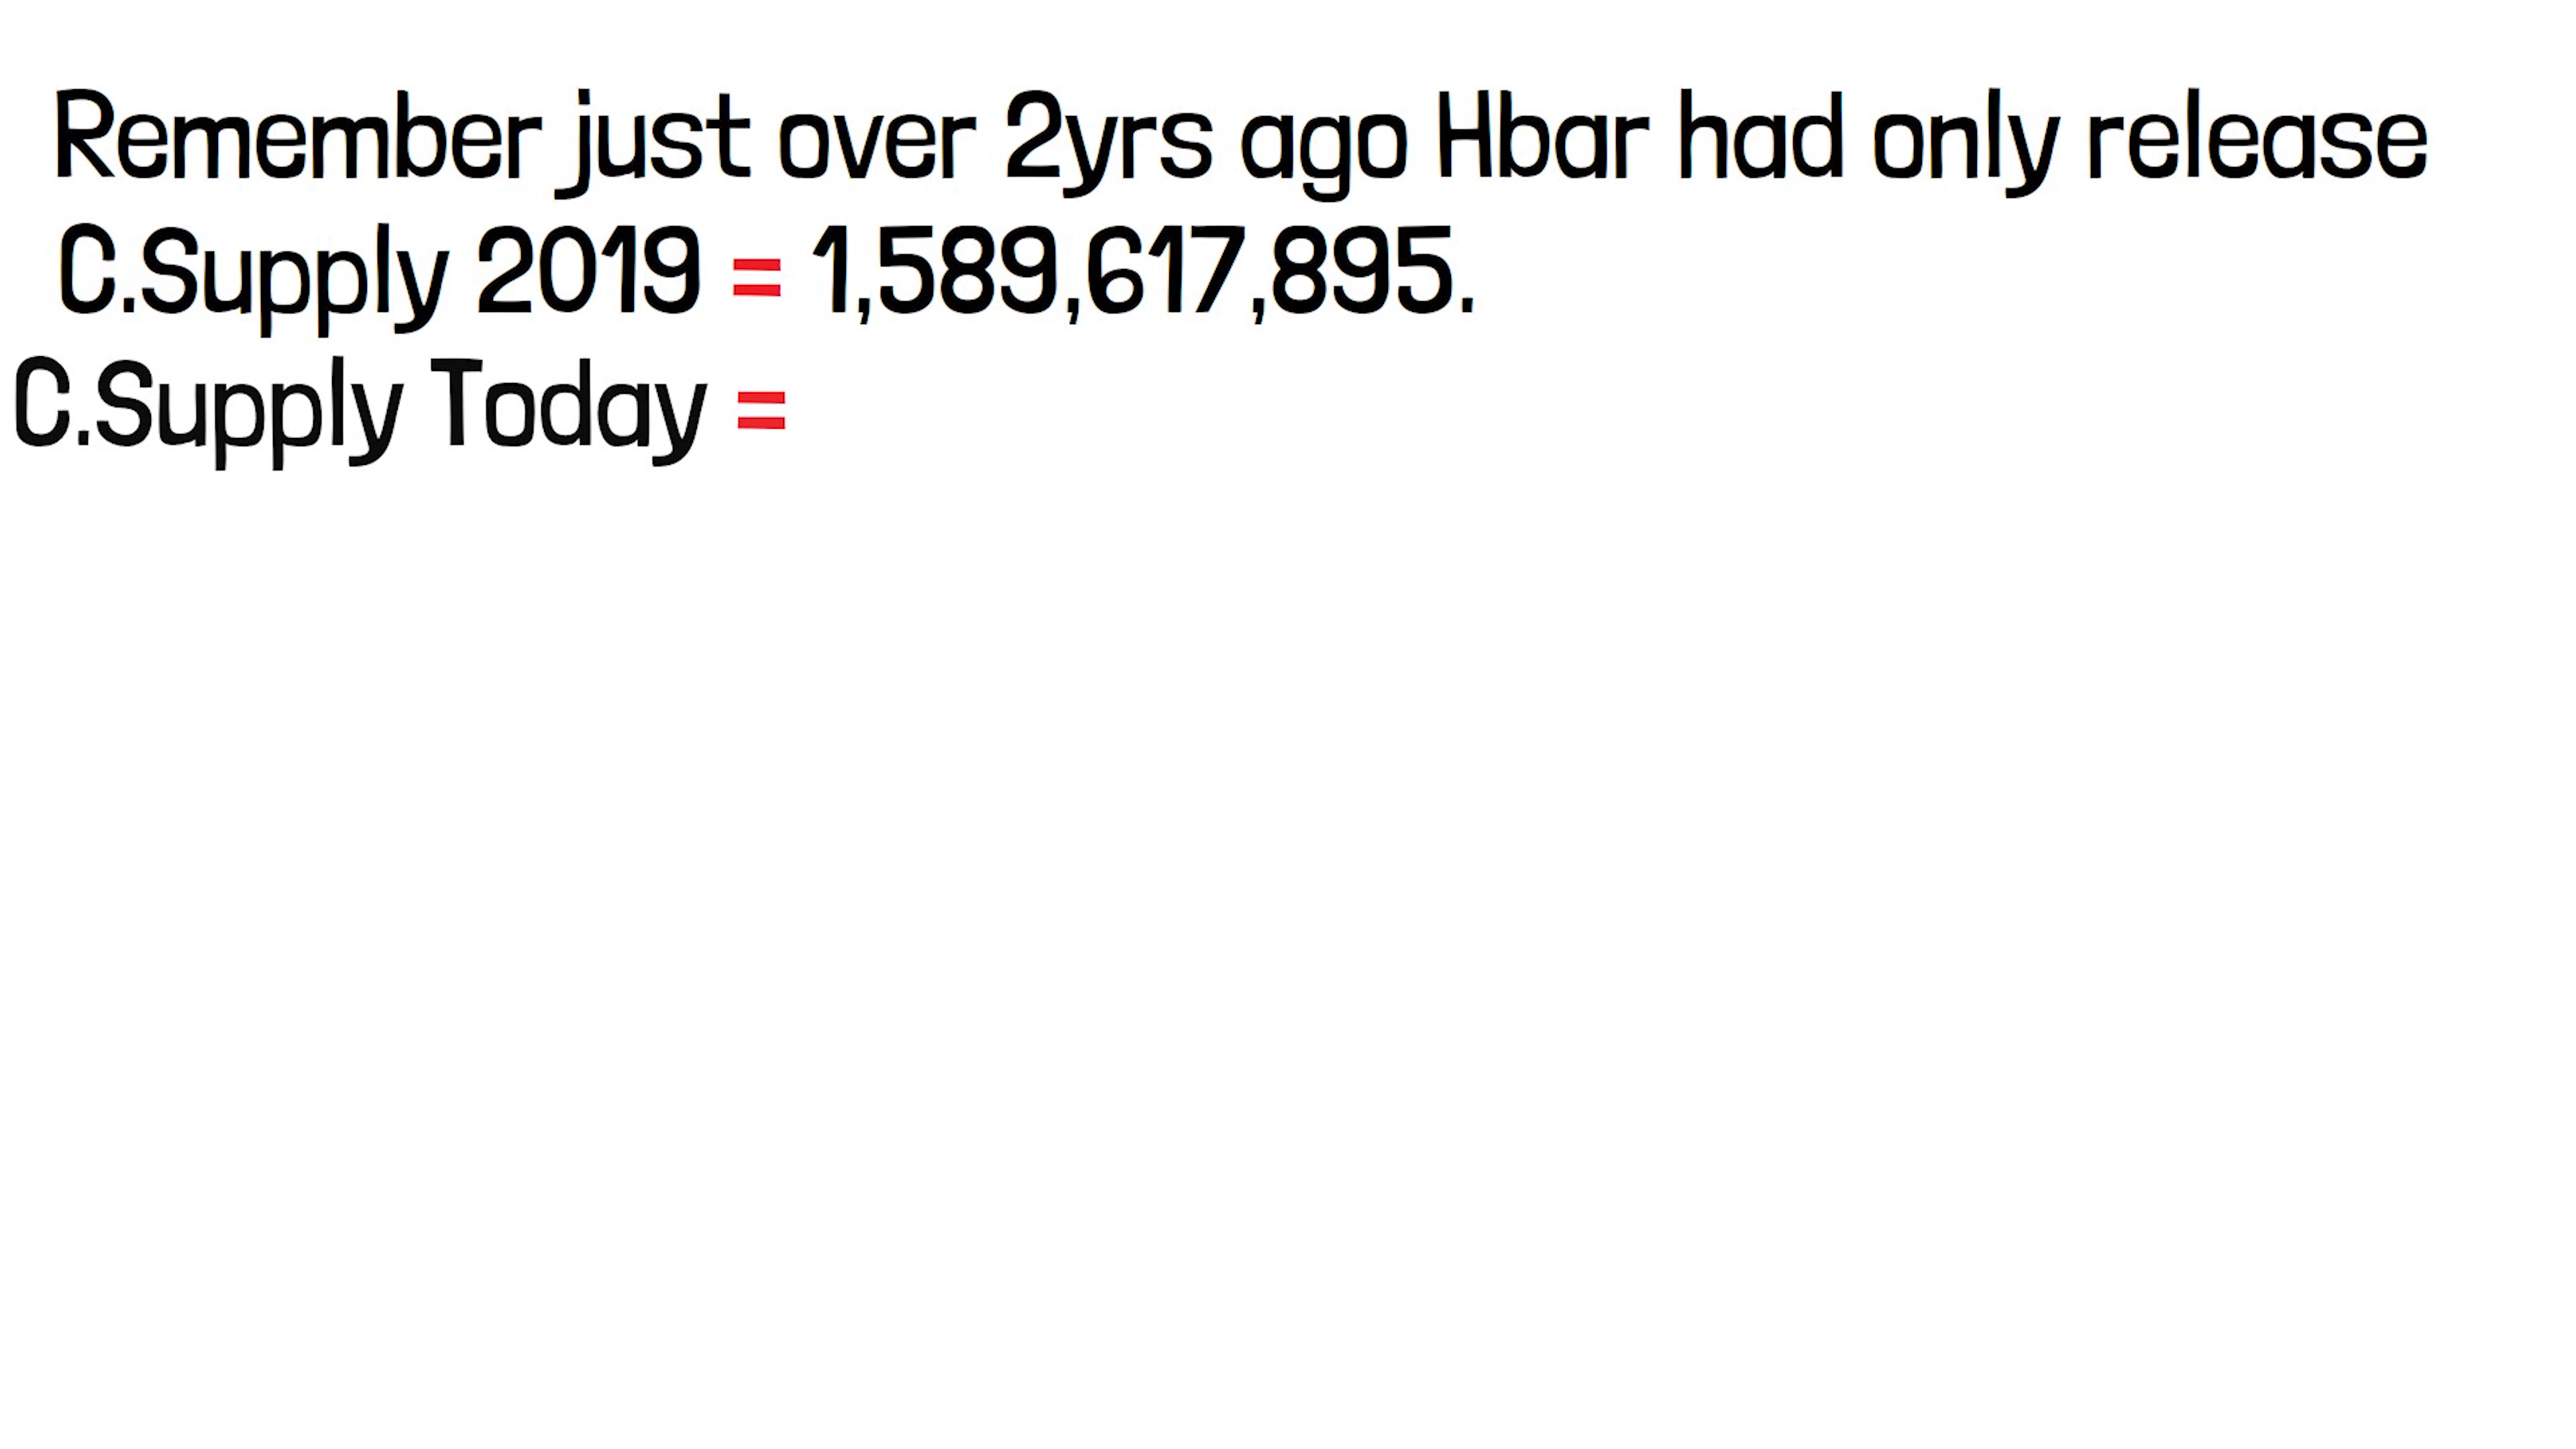 Remember just over 2yrs ago Hbar had only release
C.Supply 2019 = 1,589,617,895.
C.Supply Today =